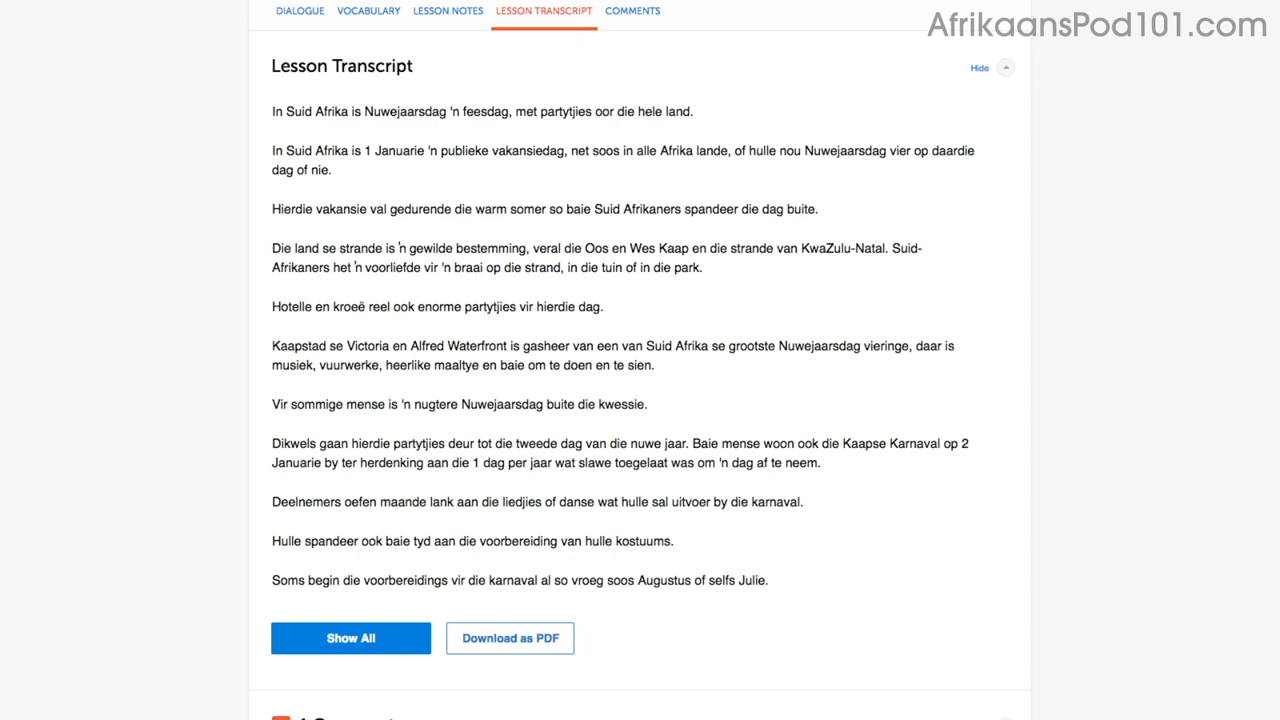 DIALOGUE VOCABULARY LESSON NOTES LESSON TRANSCRIPT COMMENTS
AfrikaansPod101.com
Lesson Transcript
Hide
In Suid Afrika is Nuwejaarsdag 'n feesdag, met partytjies oor die hele land.
In Suid Afrika is 1 Januarie 'n publieke vakansiedag, net soos in alle Afrika lande, of hulle nou Nuwejaarsdag vier op daardie
dag of nie.
Hierdie vakansie val gedurende die warm somer so baie Suid Afrikaners spandeer die dag buite.
Die land se strande is 'n gewilde bestemming, veral die Oos en Wes Kaap en die strande van KwaZulu-Natal. Suid-
Afrikaners het 'n voorliefde vir 'n braai op die strand, in die tuin of in die park.
Hotelle en kroeë reel ook enorme partytjies vir hierdie dag.
Kaapstad se Victoria en Alfred Waterfront is gasheer van een van Suid Afrika se grootste Nuwejaarsdag vieringe, daar is
musiek, vuurwerke, heerlike maaltye en baie om te doen en te sien.
Vir sommige mense is 'n nugtere Nuwejaarsdag buite die kwessie.
Dikwels gaan hierdie partytjies deur tot die tweede dag van die nuwe jaar. Baie mense woon ook die Kaapse Karnaval op 2
Januarie by ter herdenking aan die 1 dag per jaar wat slawe toegelaat was om 'n dag af te neem.
Deelnemers oefen maande lank aan die liedjies of danse wat hulle sal uitvoer by die karnaval.
Hulle spandeer ook baie tyd aan die voorbereiding van hulle kostuums.
Soms begin die voorbereidings vir die karnaval al so vroeg soos Augustus of selfs Julie.
Show All Download as PDF